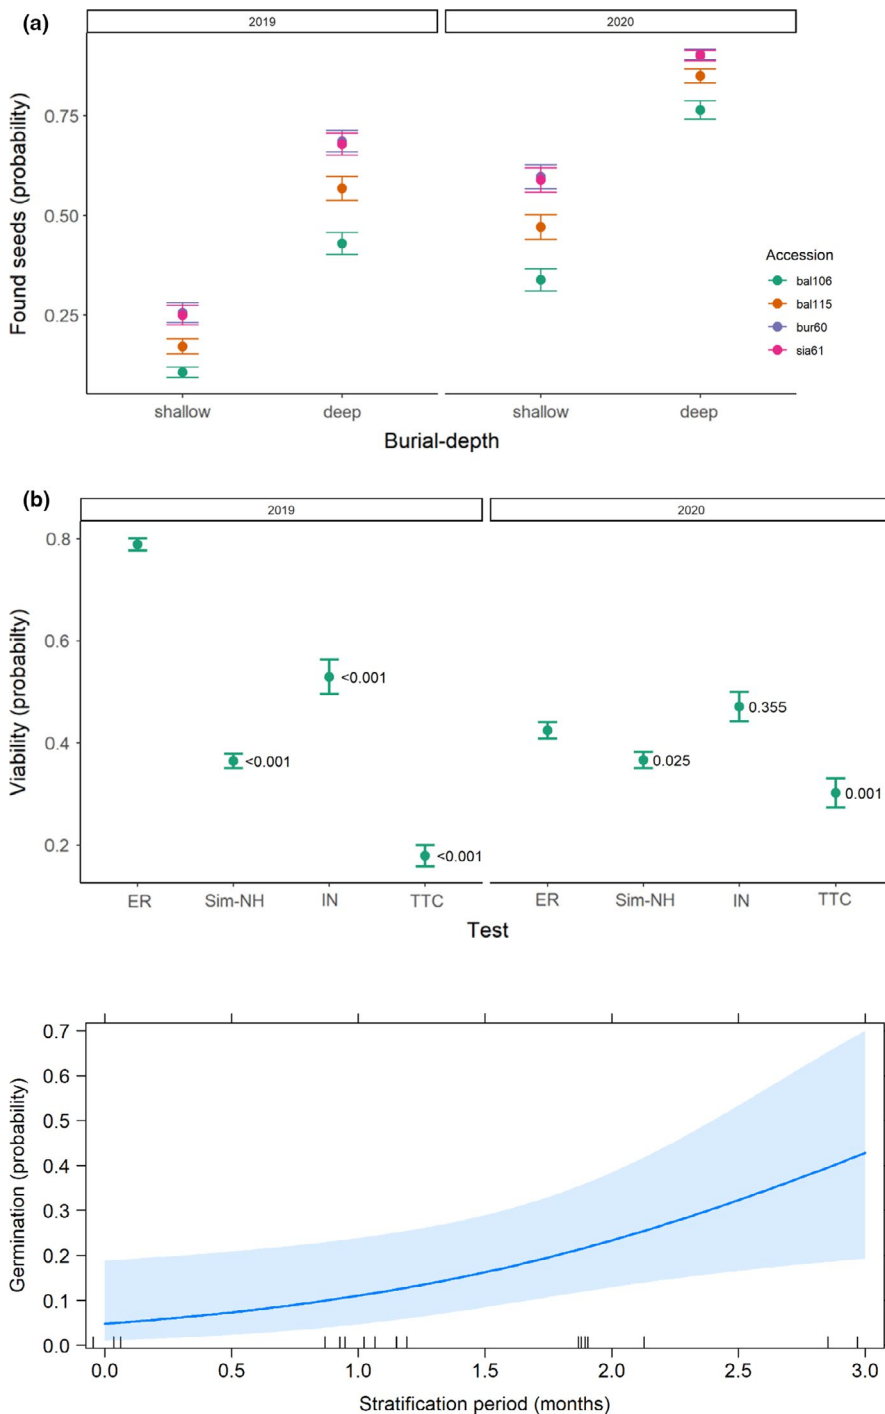 (a)
2019 2020
Found seeds (probability)
0.75
0.50
0.25
shallow deep shallow deep
Burial-depth
Accession
bal106
bal115
bur60
sia61
(b)
2019 2020
Viability (probabilty)
0.8
0.6
0.4
0.2
<0.001
<0.001
<0.001
0.355
0.025
0.001
ER Sim-NH IN TTC ER Sim-NH IN TTC
Test
Germination (probability)
0.7
0.6
0.5
0.4
0.3
0.2
0.1
0.0
0.0 0.5 1.0 1.5 2.0 2.5 3.0
Stratification period (months)